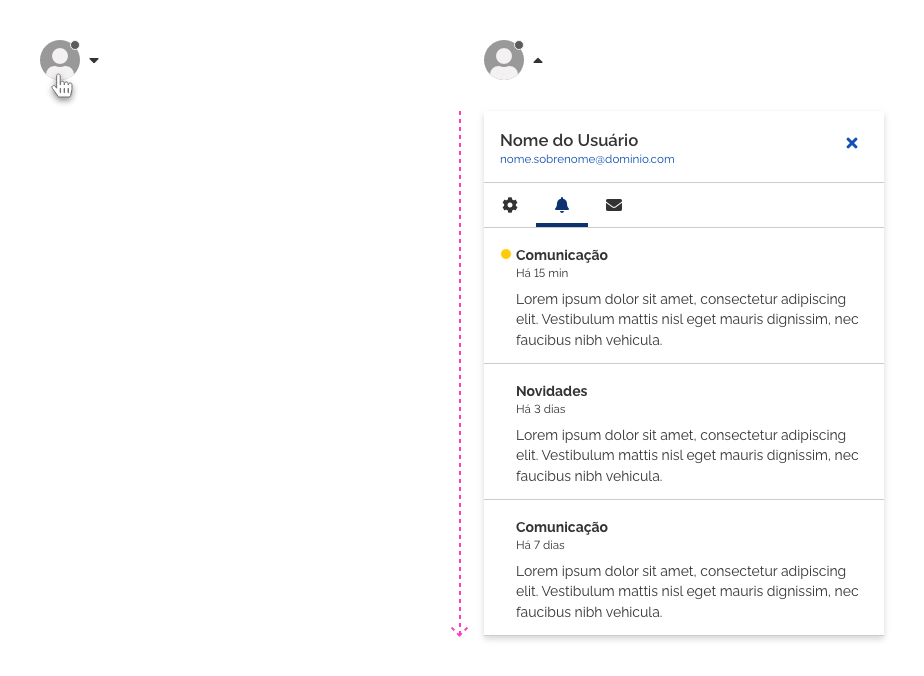 Nome do Usuário
nome.sobrenome@dominio.com
Comunicação
Há 15 min
Lorem ipsum dolor sit amet, consectetur adipiscing
elit. Vestibulum mattis nisl eget mauris dignissim, nec
faucibus nibh vehicula.
Novidades
Há 3 dias
Lorem ipsum dolor sit amet, consectetur adipiscing
elit. Vestibulum mattis nisl eget mauris dignissim, nec
faucibus nibh vehicula.
Comunicação
Há 7 dias
Lorem ipsum dolor sit amet, consectetur adipiscing
elit. Vestibulum mattis nisl eget mauris dignissim, nec
faucibus nibh vehicula.